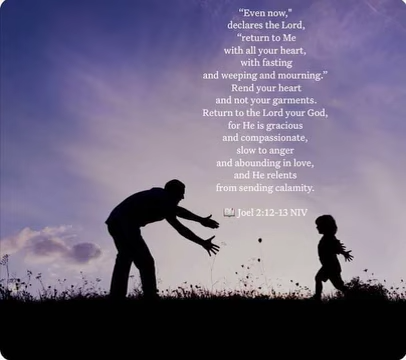 “Even now,”
declares the Lord,
“return to Me
with all your heart,
with fasting
and weeping and mourning.”
Rend your heart
and not your garments.
Return to the Lord your God,
for He is gracious
and compassionate,
slow to anger
and abounding in love,
and He relents
from sending calamity.
Joel 2:12-13 NIV